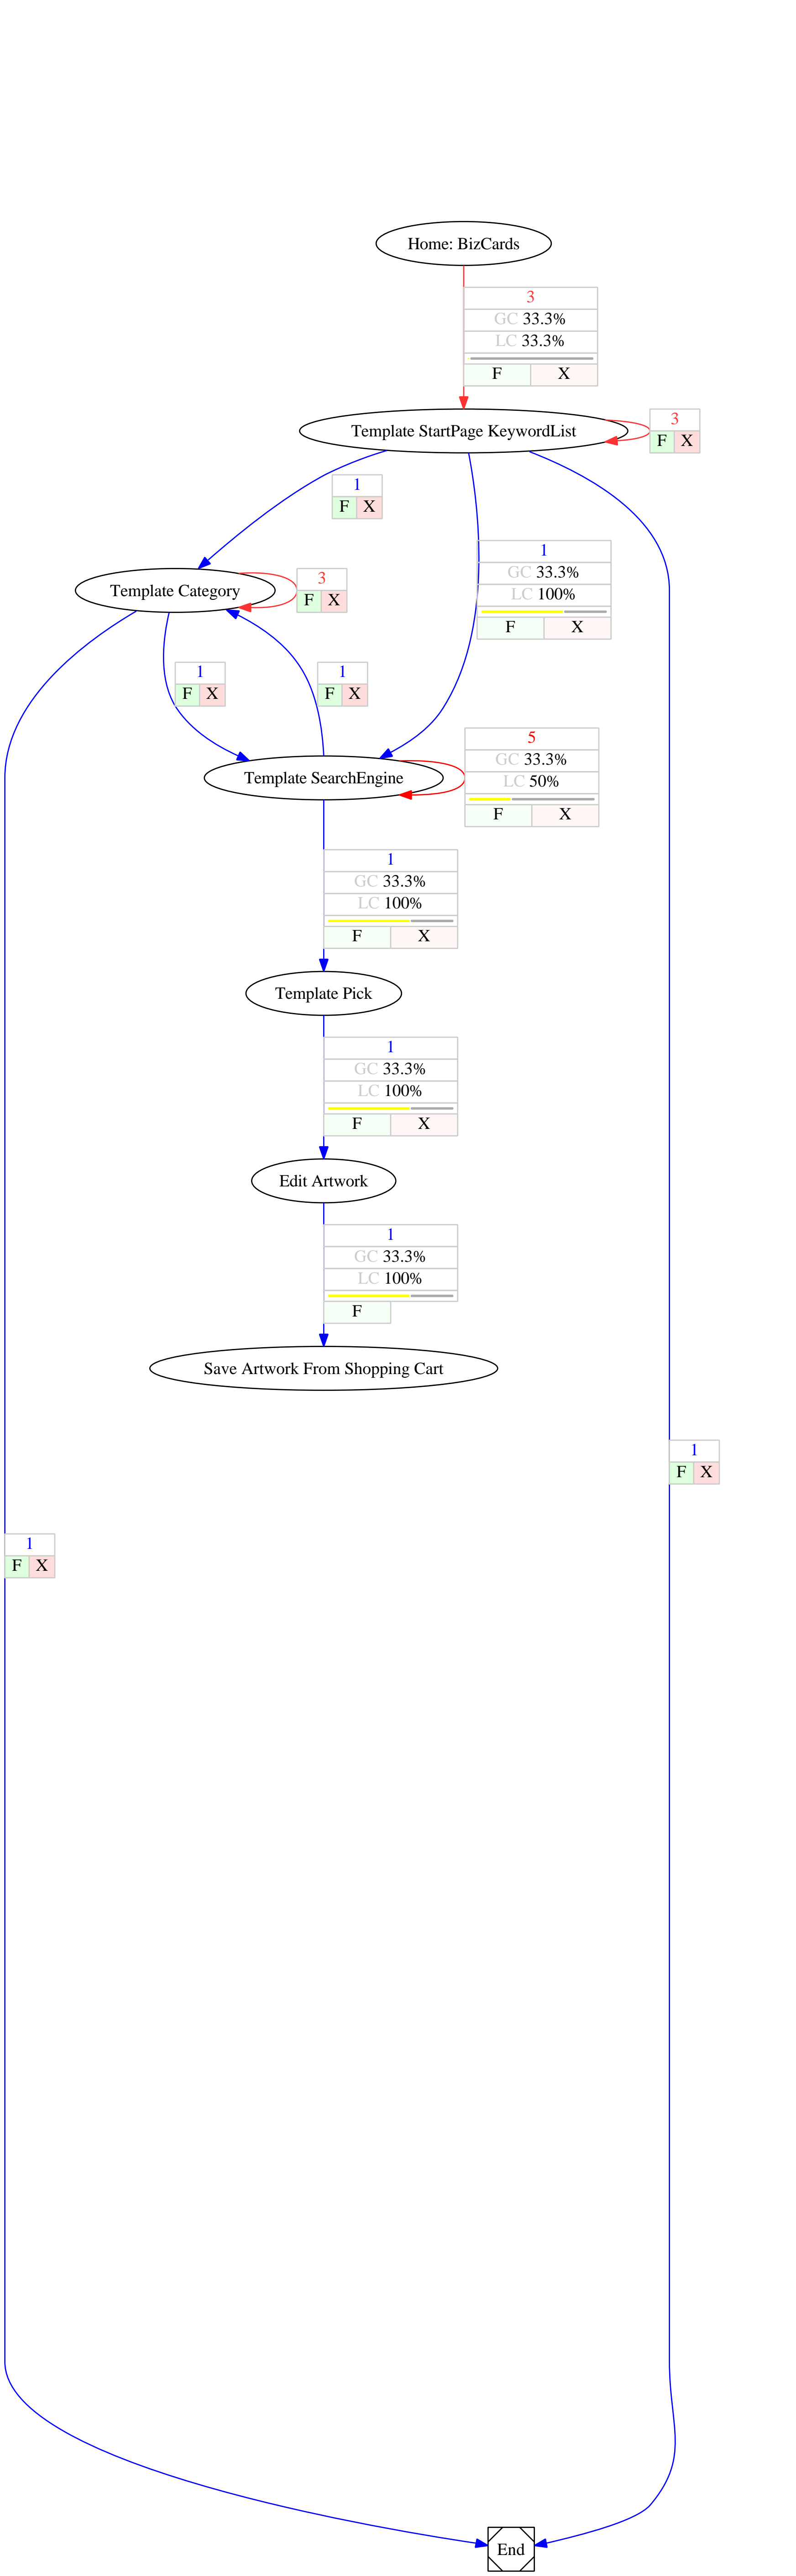 Home: BizCards
3
GC 33.3%
LC 33.3%
F X
Template StartPage KeywordList
3
F X
1
F X
1
GC 33.3%
LC 100%
F X
Template Category
3
F X
1
F X
1
F X
5
GC 33.3%
LC 50%
F X
Template SearchEngine
1
GC 33.3%
LC 100%
F X
Template Pick
1
GC 33.3%
LC 100%
F X
Edit Artwork
1
GC 33.3%
LC 100%
F
Save Artwork From Shopping Cart
1
F X
1
F X
End